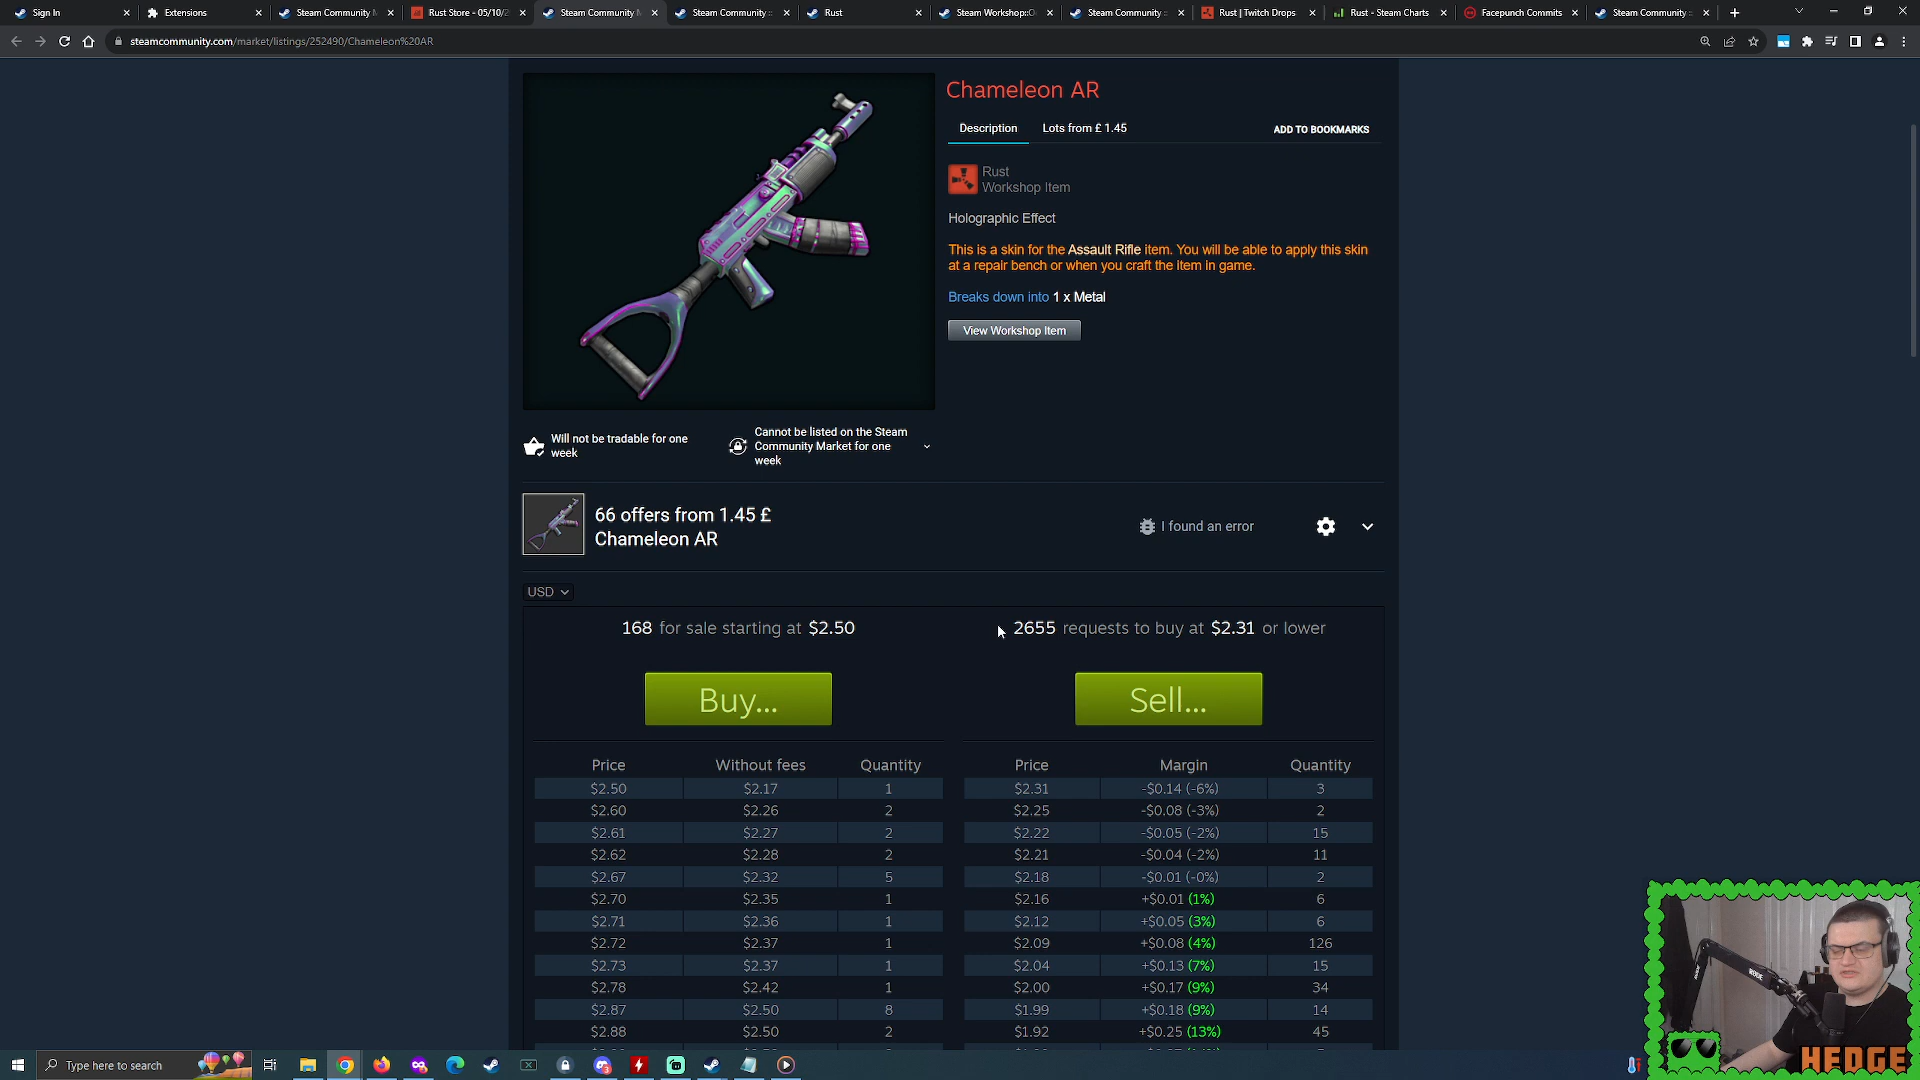 Sign In
Extensions
Steam Community M
Rust Store - 05/10/2
Steam Community M
Steam Community ::
Rust
Steam Workshop::O
Steam Community ::
Rust | Twitch Drops
Rust - Steam Charts
Facepunch Commits
Steam Community ::
steamcommunity.com/market/listings/252490/Chameleon%20AR
Chameleon AR
Description
Lots from £ 1.45
ADD TO BOOKMARKS
Rust
Workshop Item
Holographic Effect
This is a skin for the Assault Rifle item. You will be able to apply this skin
at a repair bench or when you craft the item in game.
Breaks down into 1 x Metal
View Workshop Item
Will not be tradable for one
week
Cannot be listed on the Steam
Community Market for one
week
66 offers from 1.45 £
Chameleon AR
I found an error
USD
168 for sale starting at $2.50
2655 requests to buy at $2.31 or lower
Buy...
Sell...
Price Without fees Quantity
Price Margin Quantity
$2.50 $2.17 1
$2.31 -$0.14 (-6%) 3
$2.60 $2.26 2
$2.25 -$0.08 (-3%) 2
$2.61 $2.27 2
$2.22 -$0.05 (-2%) 15
$2.62 $2.28 2
$2.21 -$0.04 (-2%) 11
$2.67 $2.32 5
$2.18 -$0.01 (-0%) 2
$2.70 $2.35 1
$2.16 +$0.01 (1%) 6
$2.71 $2.36 1
$2.12 +$0.05 (3%) 6
$2.72 $2.37 1
$2.09 +$0.08 (4%) 126
$2.73 $2.37 1
$2.04 +$0.13 (7%) 15
$2.78 $2.42 1
$2.00 +$0.17 (9%) 34
$2.87 $2.50 8
$1.99 +$0.18 (9%) 14
$2.88 $2.50 2
$1.92 +$0.25 (13%) 45
Type here to search
HEDGE